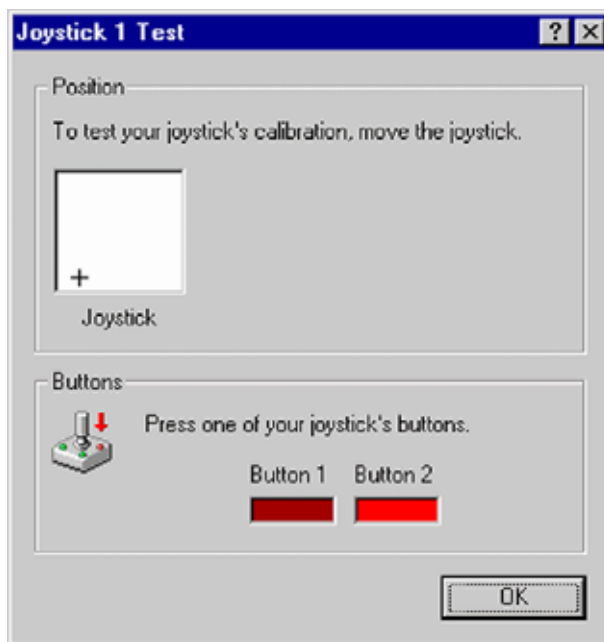 Joystick 1 Test
Position
To test your joystick's calibration, move the joystick.
Joystick
Buttons
Press one of your joystick's buttons.
Button 1 Button 2
OK